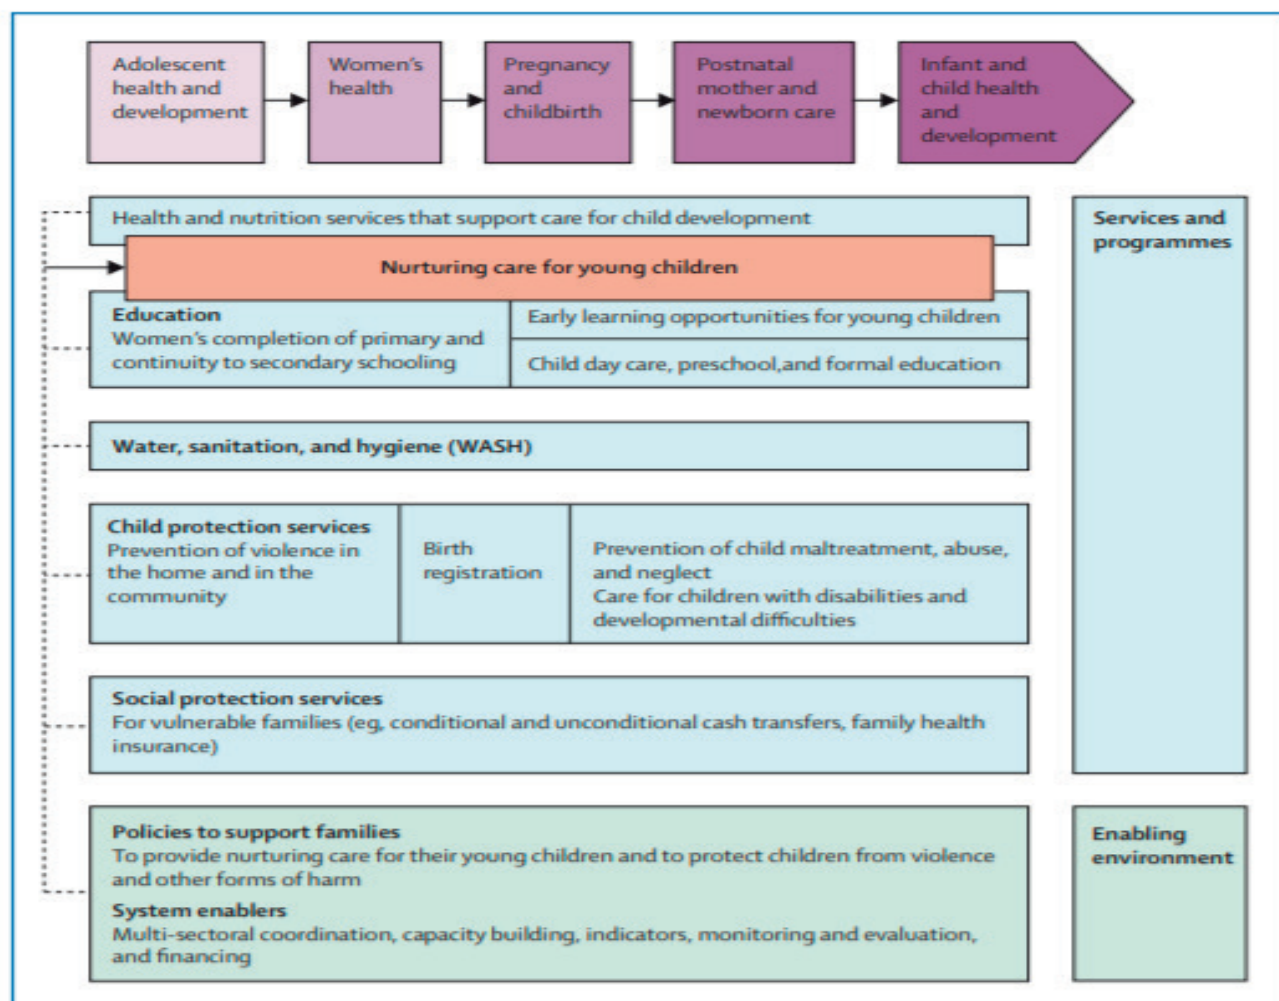 Adolescent
health and
development
Women's
health
Pregnancy
and
childbirth
Postnatal
mother and
newborn care
Infant and
child health
and
development
Health and nutrition services that support care for child development
Nurturing care for young children
Education
Women's completion of primary and
continuity to secondary schooling
Early learning opportunities for young children
Child day care, preschool,and formal education
Water, sanitation, and hygiene (WASH)
Child protection services
Prevention of violence in
the home and in the
community
Birth
registration
Prevention of child maltreatment, abuse,
and neglect
Care for children with disabilities and
developmental difficulties
Social protection services
For vulnerable families (eg, conditional and unconditional cash transfers, family health
insurance)
Services and
programmes
Policies to support families
To provide nurturing care for their young children and to protect children from violence
and other forms of harm
System enablers
Multi-sectoral coordination, capacity building, indicators, monitoring and evaluation,
and financing
Enabling
environment